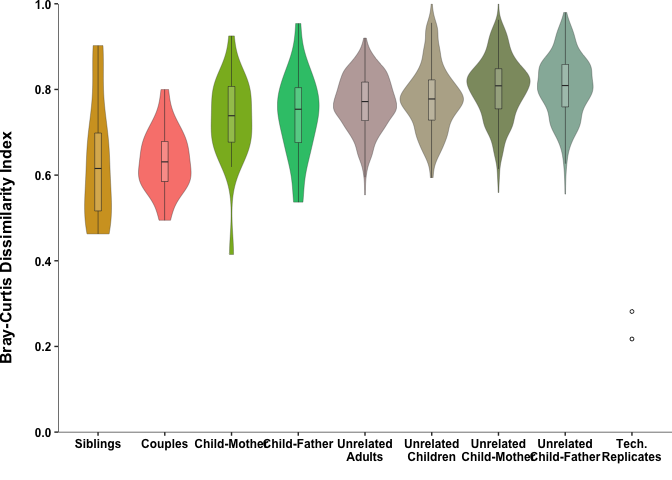 Bray-Curtis Dissimilarity Index
1.0
0.8
0.6
0.4
0.2
0.0
Siblings
Couples
Child-Mother
Child-Father
Unrelated
Adults
Unrelated
Children
Unrelated
Child-Mother
Unrelated
Child-Father
Tech.
Replicates